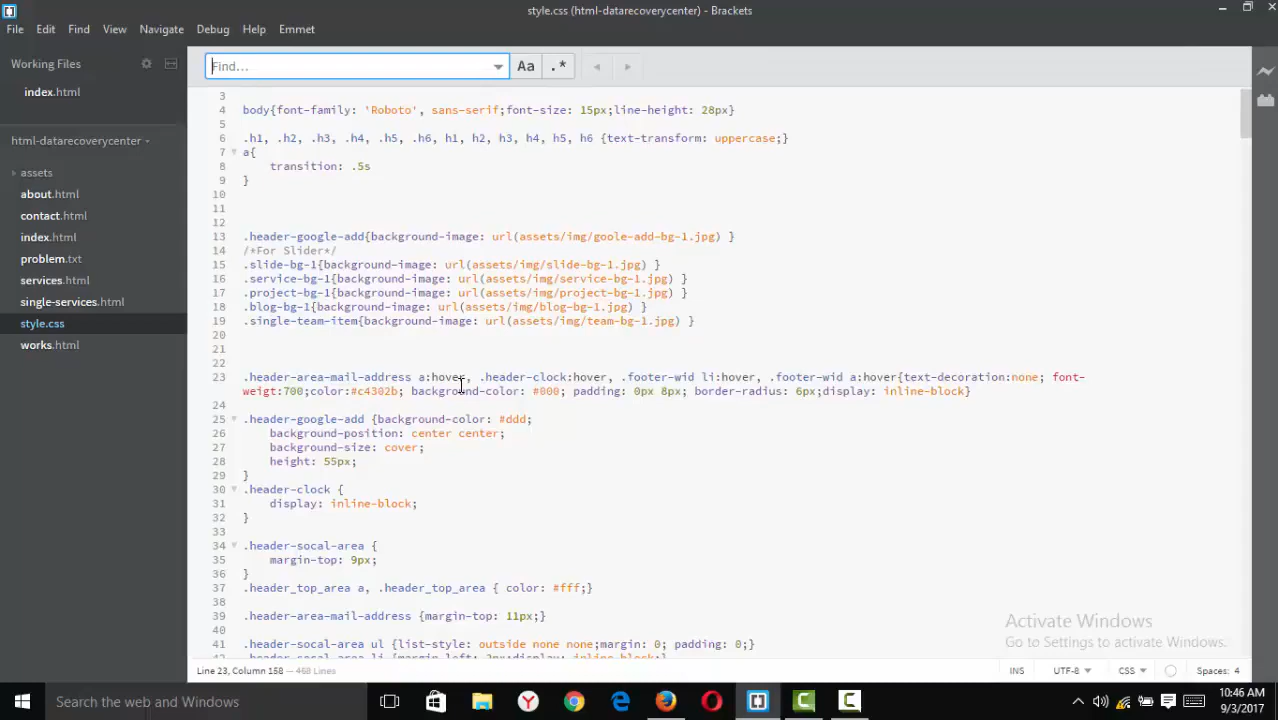 style.css (html-datarecoverycenter) - Brackets
File Edit Find View Navigate Debug Help Emmet
Working Files
index.html
html-datarecoverycenter
assets
about.html
contact.html
index.html
problem.txt
services.html
single-services.html
style.css
works.html
Find...
Aa .*
3
4 body{font-family: 'Roboto', sans-serif;font-size: 15px;line-height: 28px}
5
6 .h1, .h2, .h3, .h4, .h5, .h6, h1, h2, h3, h4, h5, h6 {text-transform: uppercase;}
7 a{
8 transition: .5s
9 }
10
11
12
13 .header-google-add{background-image: url(assets/img/goole-add-bg-1.jpg) }
14 /*For Slider*/
15 .slide-bg-1{background-image: url(assets/img/slide-bg-1.jpg) }
16 .service-bg-1{background-image: url(assets/img/service-bg-1.jpg) }
17 .project-bg-1{background-image: url(assets/img/project-bg-1.jpg) }
18 .blog-bg-1{background-image: url(assets/img/blog-bg-1.jpg) }
19 .single-team-item{background-image: url(assets/img/team-bg-1.jpg) }
20
21
22
23 .header-area-mail-address a:hover, .header-clock:hover, .footer-wid li:hover, .footer-wid a:hover{text-decoration:none; font-
weigt:700;color:#c4302b; background-color: #000; padding: 0px 8px; border-radius: 6px;display: inline-block}
24
25 .header-google-add {background-color: #ddd;
26 background-position: center center;
27 background-size: cover;
28 height: 55px;
29 }
30 .header-clock {
31 display: inline-block;
32 }
33
34 .header-socal-area {
35 margin-top: 9px;
36 }
37 .header_top_area a, .header_top_area { color: #fff;}
38
39 .header-area-mail-address {margin-top: 11px;}
40
41 .header-socal-area ul {list-style: outside none none;margin: 0; padding: 0;}
Activate Windows
Go to Settings to activate Windows.
Line 23, Column 158 — 468 Lines
INS UTF-8 CSS Spaces: 4
Search the web and Windows
10:46 AM
9/3/2017